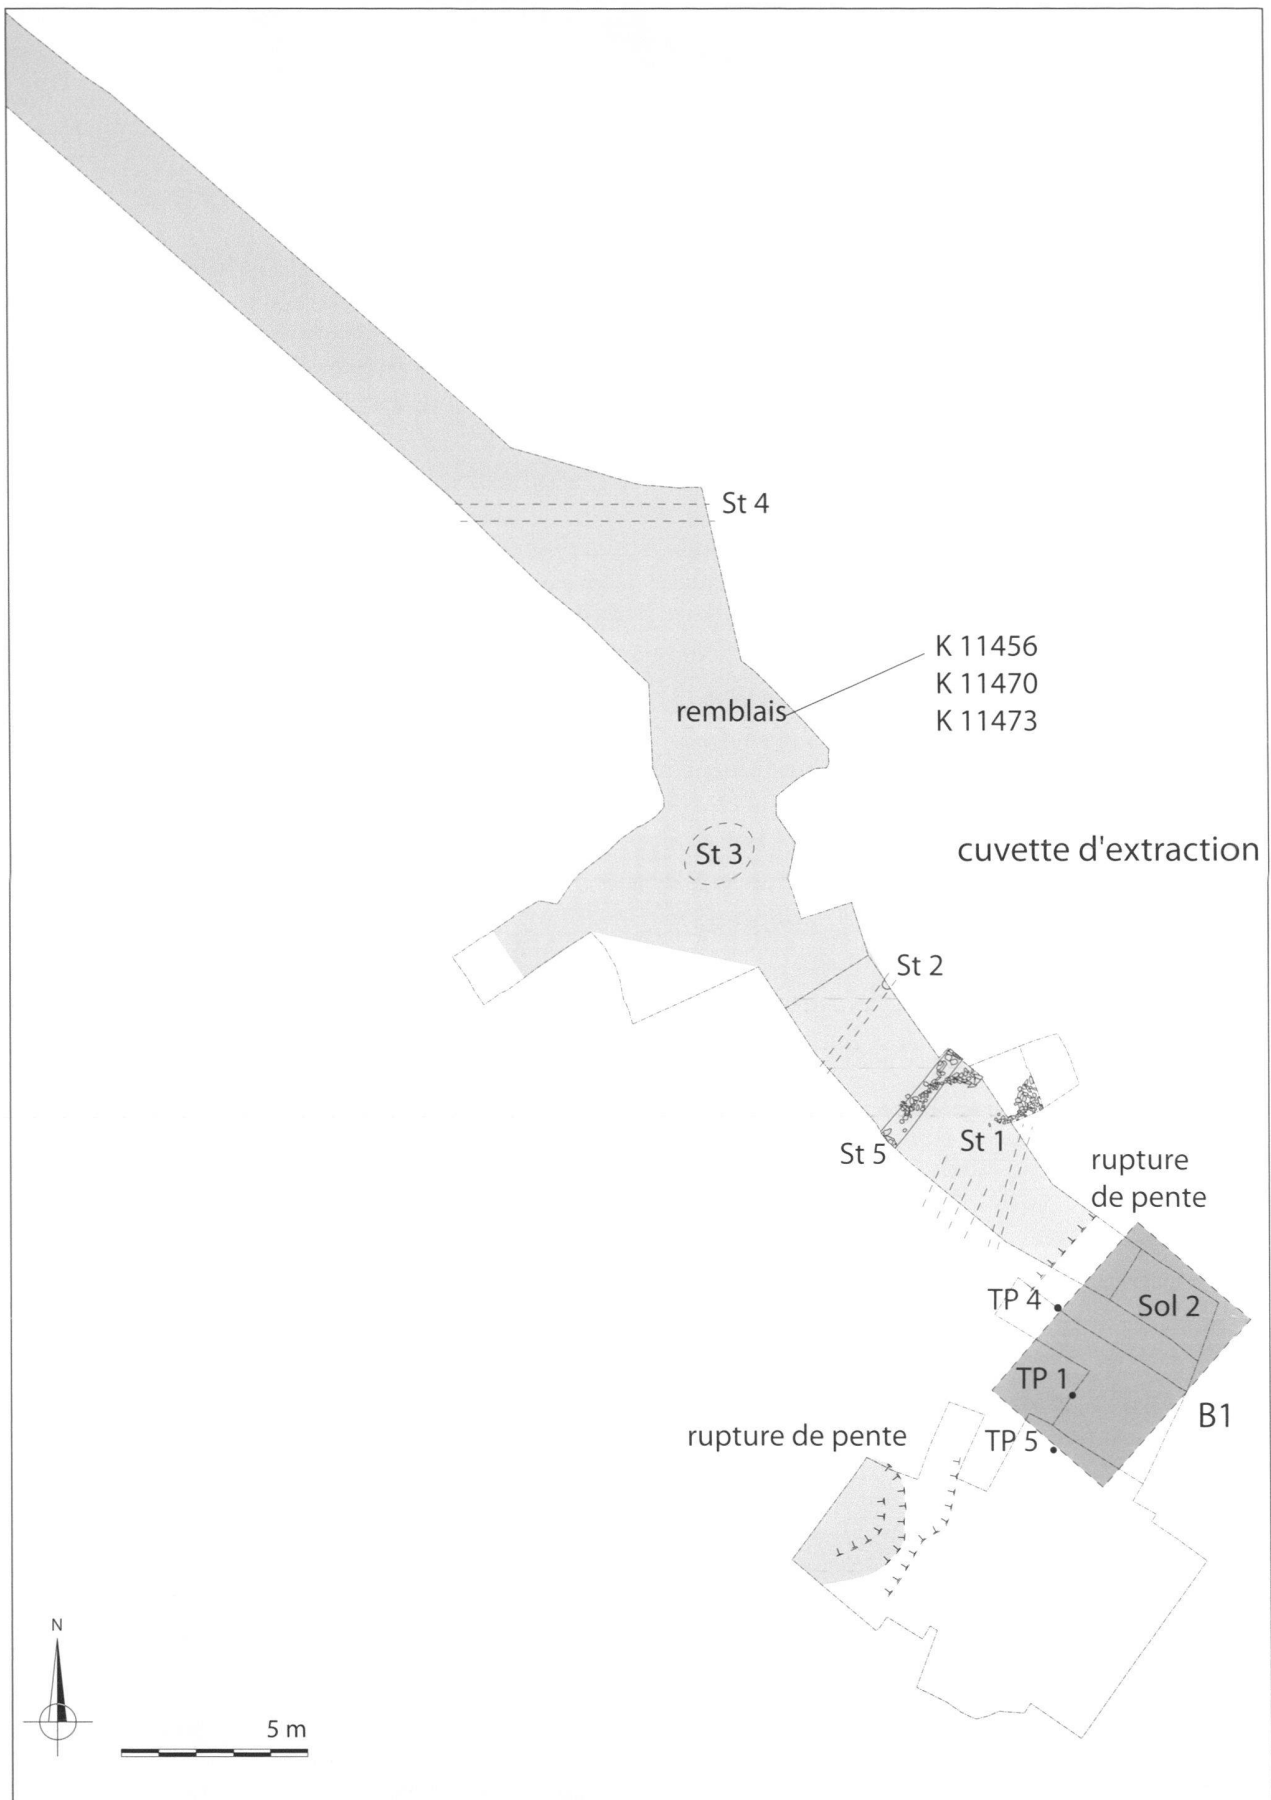 St 4
K 11456
K 11470
K 11473
remblais
St 3
cuvette d'extraction
St 2
St 5
St 1
rupture
de pente
TP 4
Sol 2
TP 1
B1
rupture de pente
TP 5
N
5 m